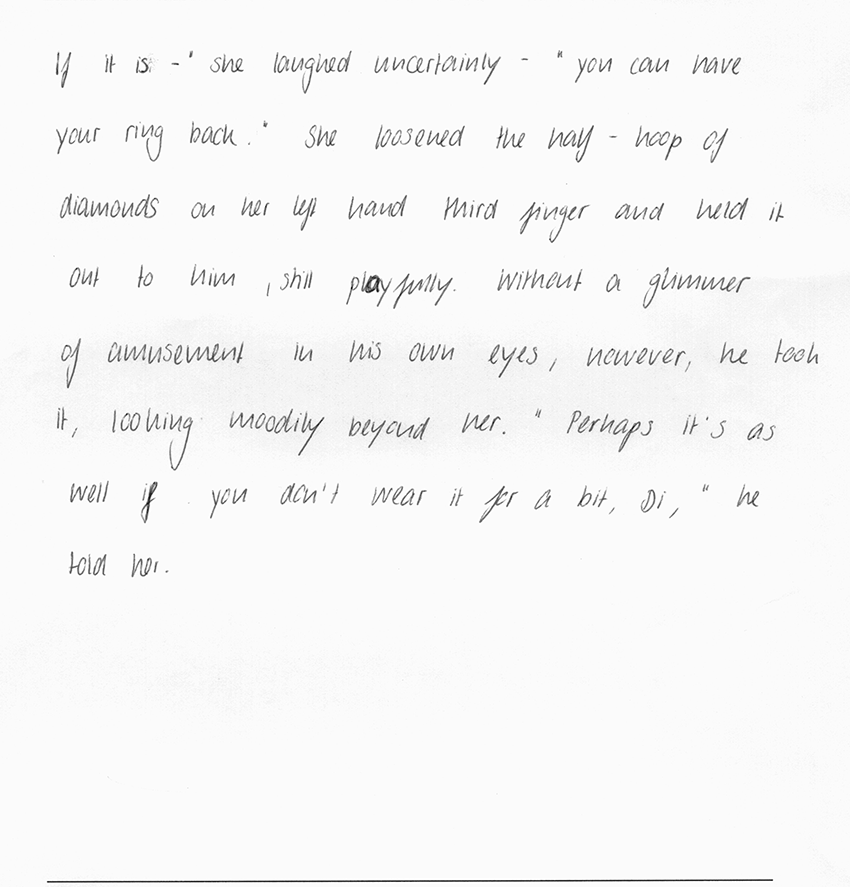 If it is -" she laughed uncertainly - " you can have
your ring back." She loosened the half - hoop of
diamonds on her left hand third finger and held it
out to him, still playfully. Without a glimmer
of amusement in his own eyes, however, he took
it, looking moodily beyond her. " Perhaps it's as
well if you don't wear it for a bit, Di, " he
told her.